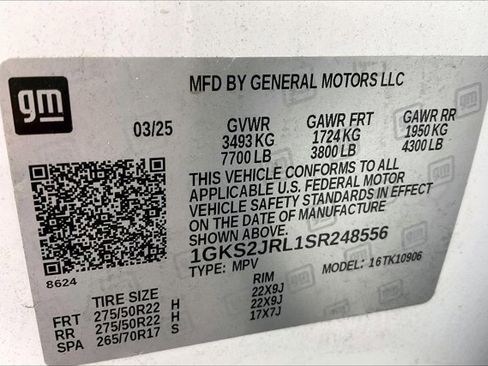 gm
MFD BY GENERAL MOTORS LLC
03/25 GVWR GAWR FRT GAWR RR
3493 KG 1724 KG 1950 KG
7700 LB 3800 LB 4300 LB
THIS VEHICLE CONFORMS TO ALL
APPLICABLE U.S. FEDERAL MOTOR
VEHICLE SAFETY STANDARDS IN EFFECT
ON THE DATE OF MANUFACTURE
SHOWN ABOVE.
1GKS2JRL1SR248556
TYPE: MPV MODEL: 16TK10906
8624
TIRE SIZE RIM
FRT 275/50R22 H 22X9J
RR 275/50R22 H 22X9J
SPA 265/70R17 S 17X7J